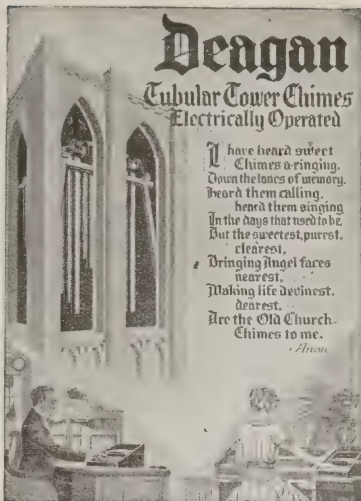 Deagan
Tubular Tower Chimes
Electrically Operated
I have heard sweet
Chimes a-ringing,
Down the lanes of memory.
Heard them calling,
heard them singing
In the days that used to be.
But the sweetest, purest,
clearest,
Bringing Angel faces
nearest,
Making life devinest,
dearest,
Are the Old Church
Chimes to me.